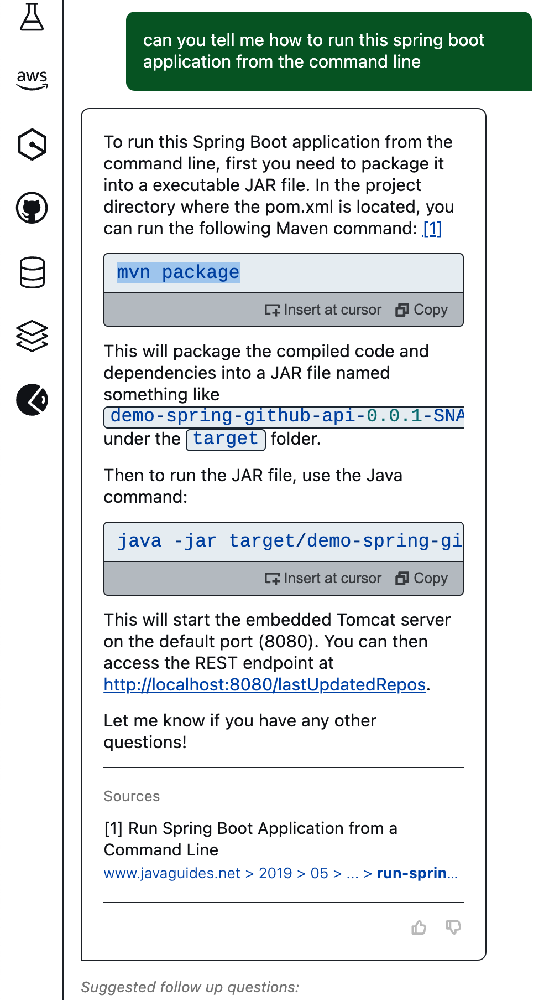 can you tell me how to run this spring boot
application from the command line
aws
To run this Spring Boot application from the
command line, first you need to package it
into a executable JAR file. In the project
directory where the pom.xml is located, you
can run the following Maven command: [1]
mvn package
Insert at cursor Copy
This will package the compiled code and
dependencies into a JAR file named
something like
demo-spring-github-api-0.0.1-SNA
under the target folder.
Then to run the JAR file, use the Java
command:
java -jar target/demo-spring-gi
Insert at cursor Copy
This will start the embedded Tomcat server
on the default port (8080). You can then
access the REST endpoint at
http://localhost:8080/lastUpdatedRepos.
Let me know if you have any other
questions!
Sources
[1] Run Spring Boot Application from a
Command Line
www.javaguides.net > 2019 > 05 > ... > run-sprin...
Suggested follow up questions: